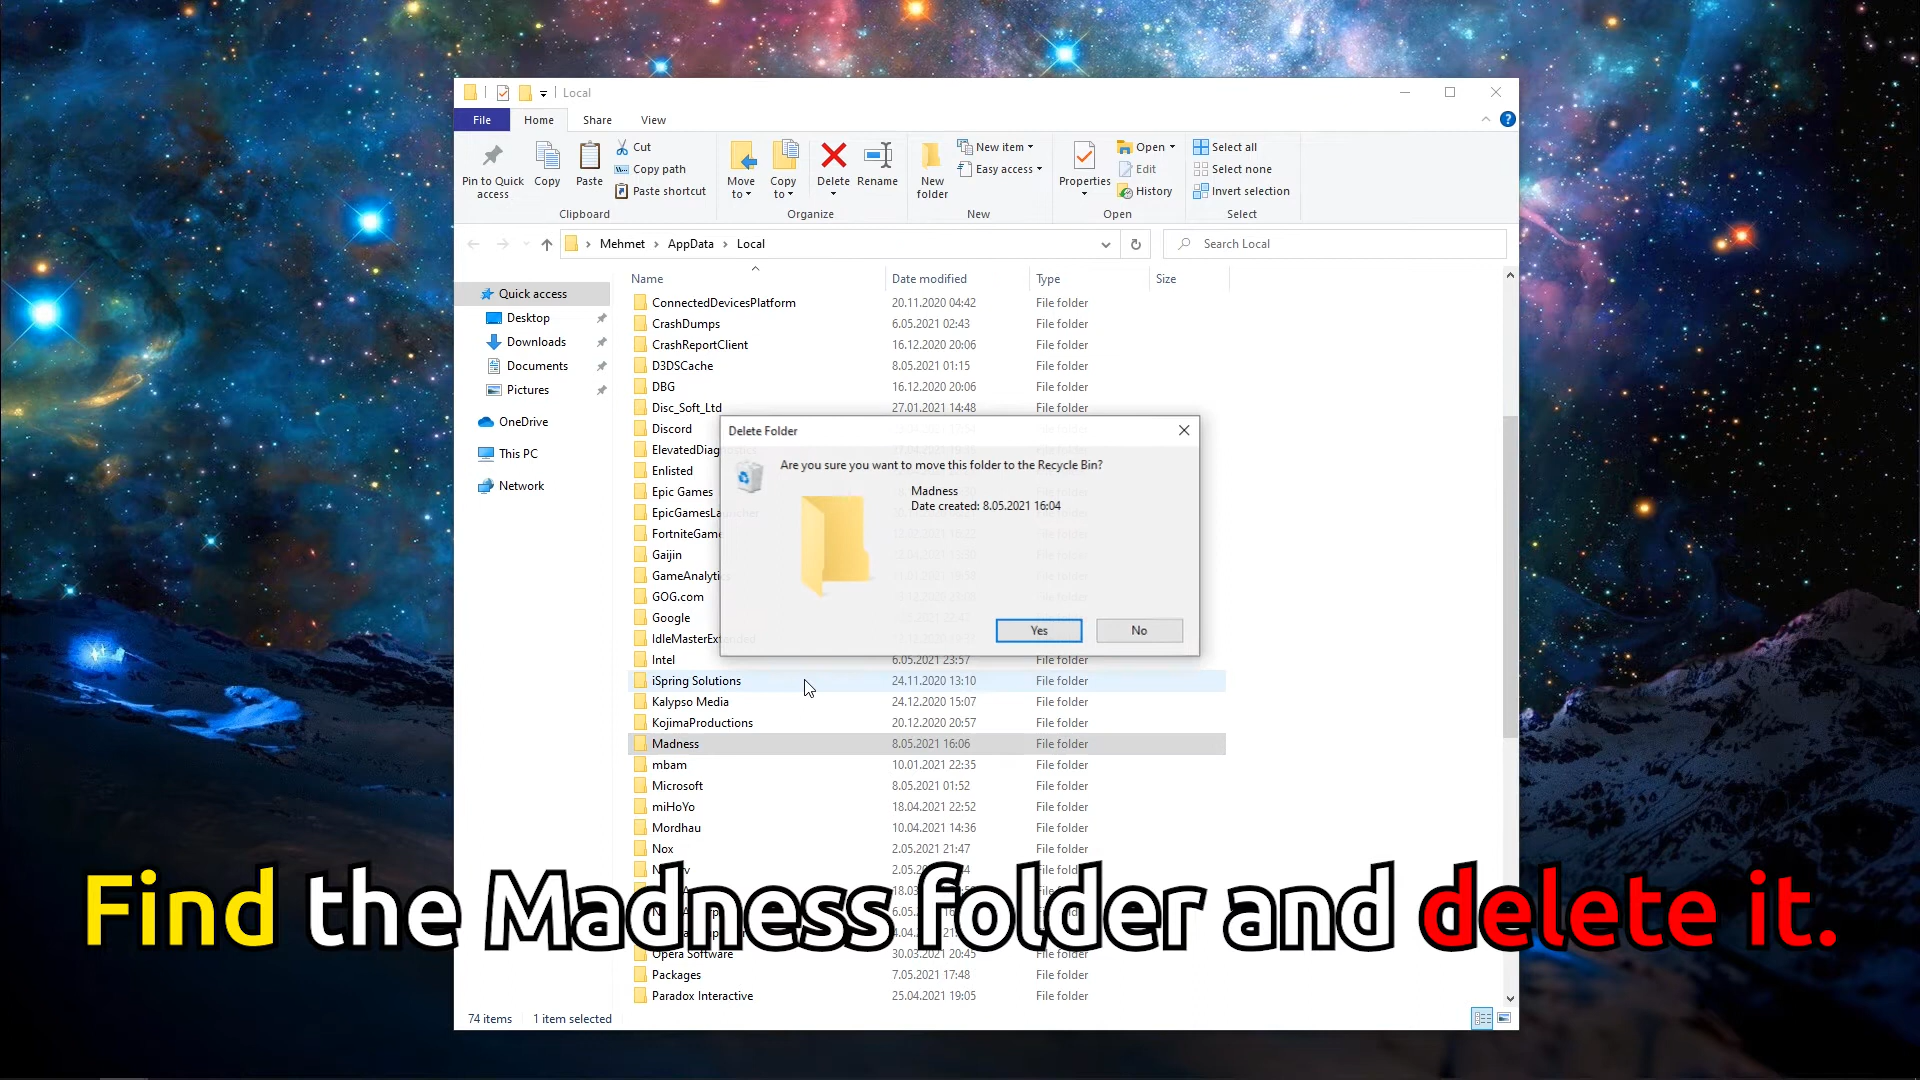 Local
File
Home
Share
View
Pin to Quick access
Copy
Paste
Cut
Copy path
Paste shortcut
Clipboard
Move to
Copy to
Delete
Rename
Organize
New folder
New item
Easy access
New
Properties
Open
Edit
History
Open
Select all
Select none
Invert selection
Select
Mehmet > AppData > Local
Search Local
Quick access
Desktop
Downloads
Documents
Pictures
OneDrive
This PC
Network
Name Date modified Type Size
ConnectedDevicesPlatform 20.11.2020 04:42 File folder
CrashDumps 6.05.2021 02:43 File folder
CrashReportClient 16.12.2020 20:06 File folder
D3DSCache 8.05.2021 01:15 File folder
DBG 16.12.2020 20:06 File folder
Disc_Soft_Ltd 27.01.2021 14:48 File folder
Discord
Enlisted
Epic Games
Gaijin
GOG.com
Google
Intel 6.05.2021 23:57 File folder
iSpring Solutions 24.11.2020 13:10 File folder
Kalypso Media 24.12.2020 15:07 File folder
KojimaProductions 20.12.2020 20:57 File folder
Madness 8.05.2021 16:06 File folder
mbam 10.01.2021 22:35 File folder
Microsoft 8.05.2021 01:52 File folder
miHoYo 18.04.2021 22:52 File folder
Mordhau 10.04.2021 14:36 File folder
Nox 2.05.2021 21:47 File folder
Opera Software 30.03.2021 20:45 File folder
Packages 7.05.2021 17:48 File folder
Paradox Interactive 25.04.2021 19:05 File folder
Delete Folder
Are you sure you want to move this folder to the Recycle Bin?
Madness
Date created: 8.05.2021 16:04
Yes
No
Find the Madness folder and delete it.
74 items 1 item selected